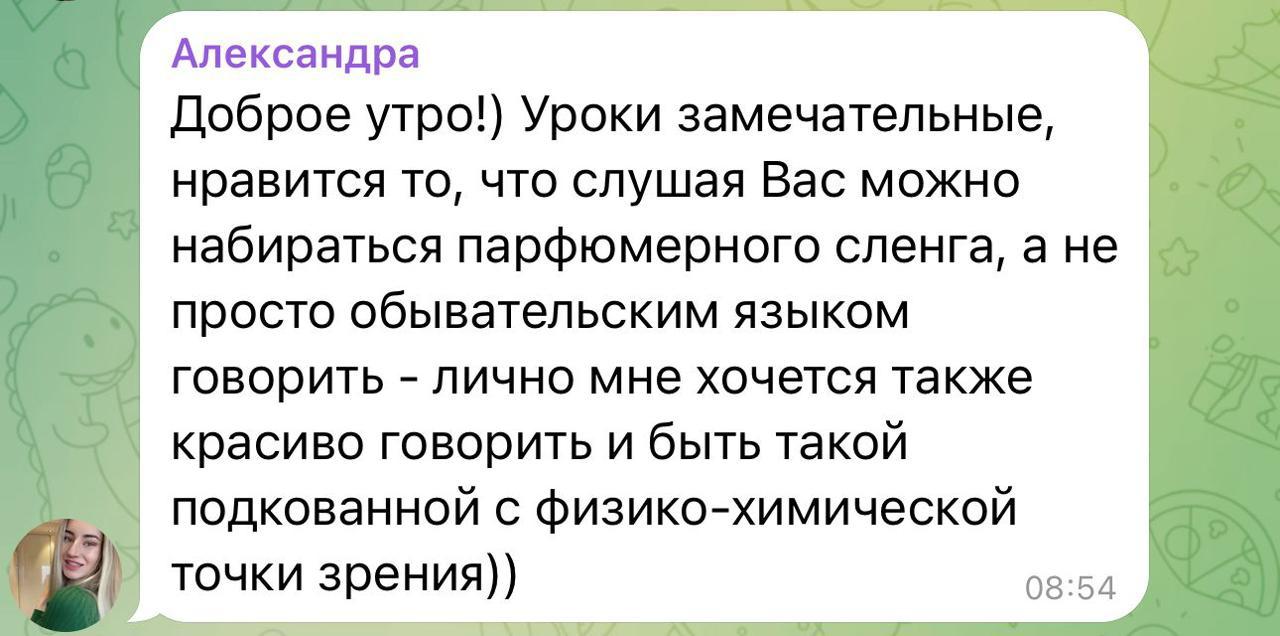 Александра
Доброе утро!) Уроки замечательные,
нравится то, что слушая Вас можно
набираться парфюмерного сленга, а не
просто обывательским языком
говорить - лично мне хочется также
красиво говорить и быть такой
подкованной с физико-химической
точки зрения))
08:54